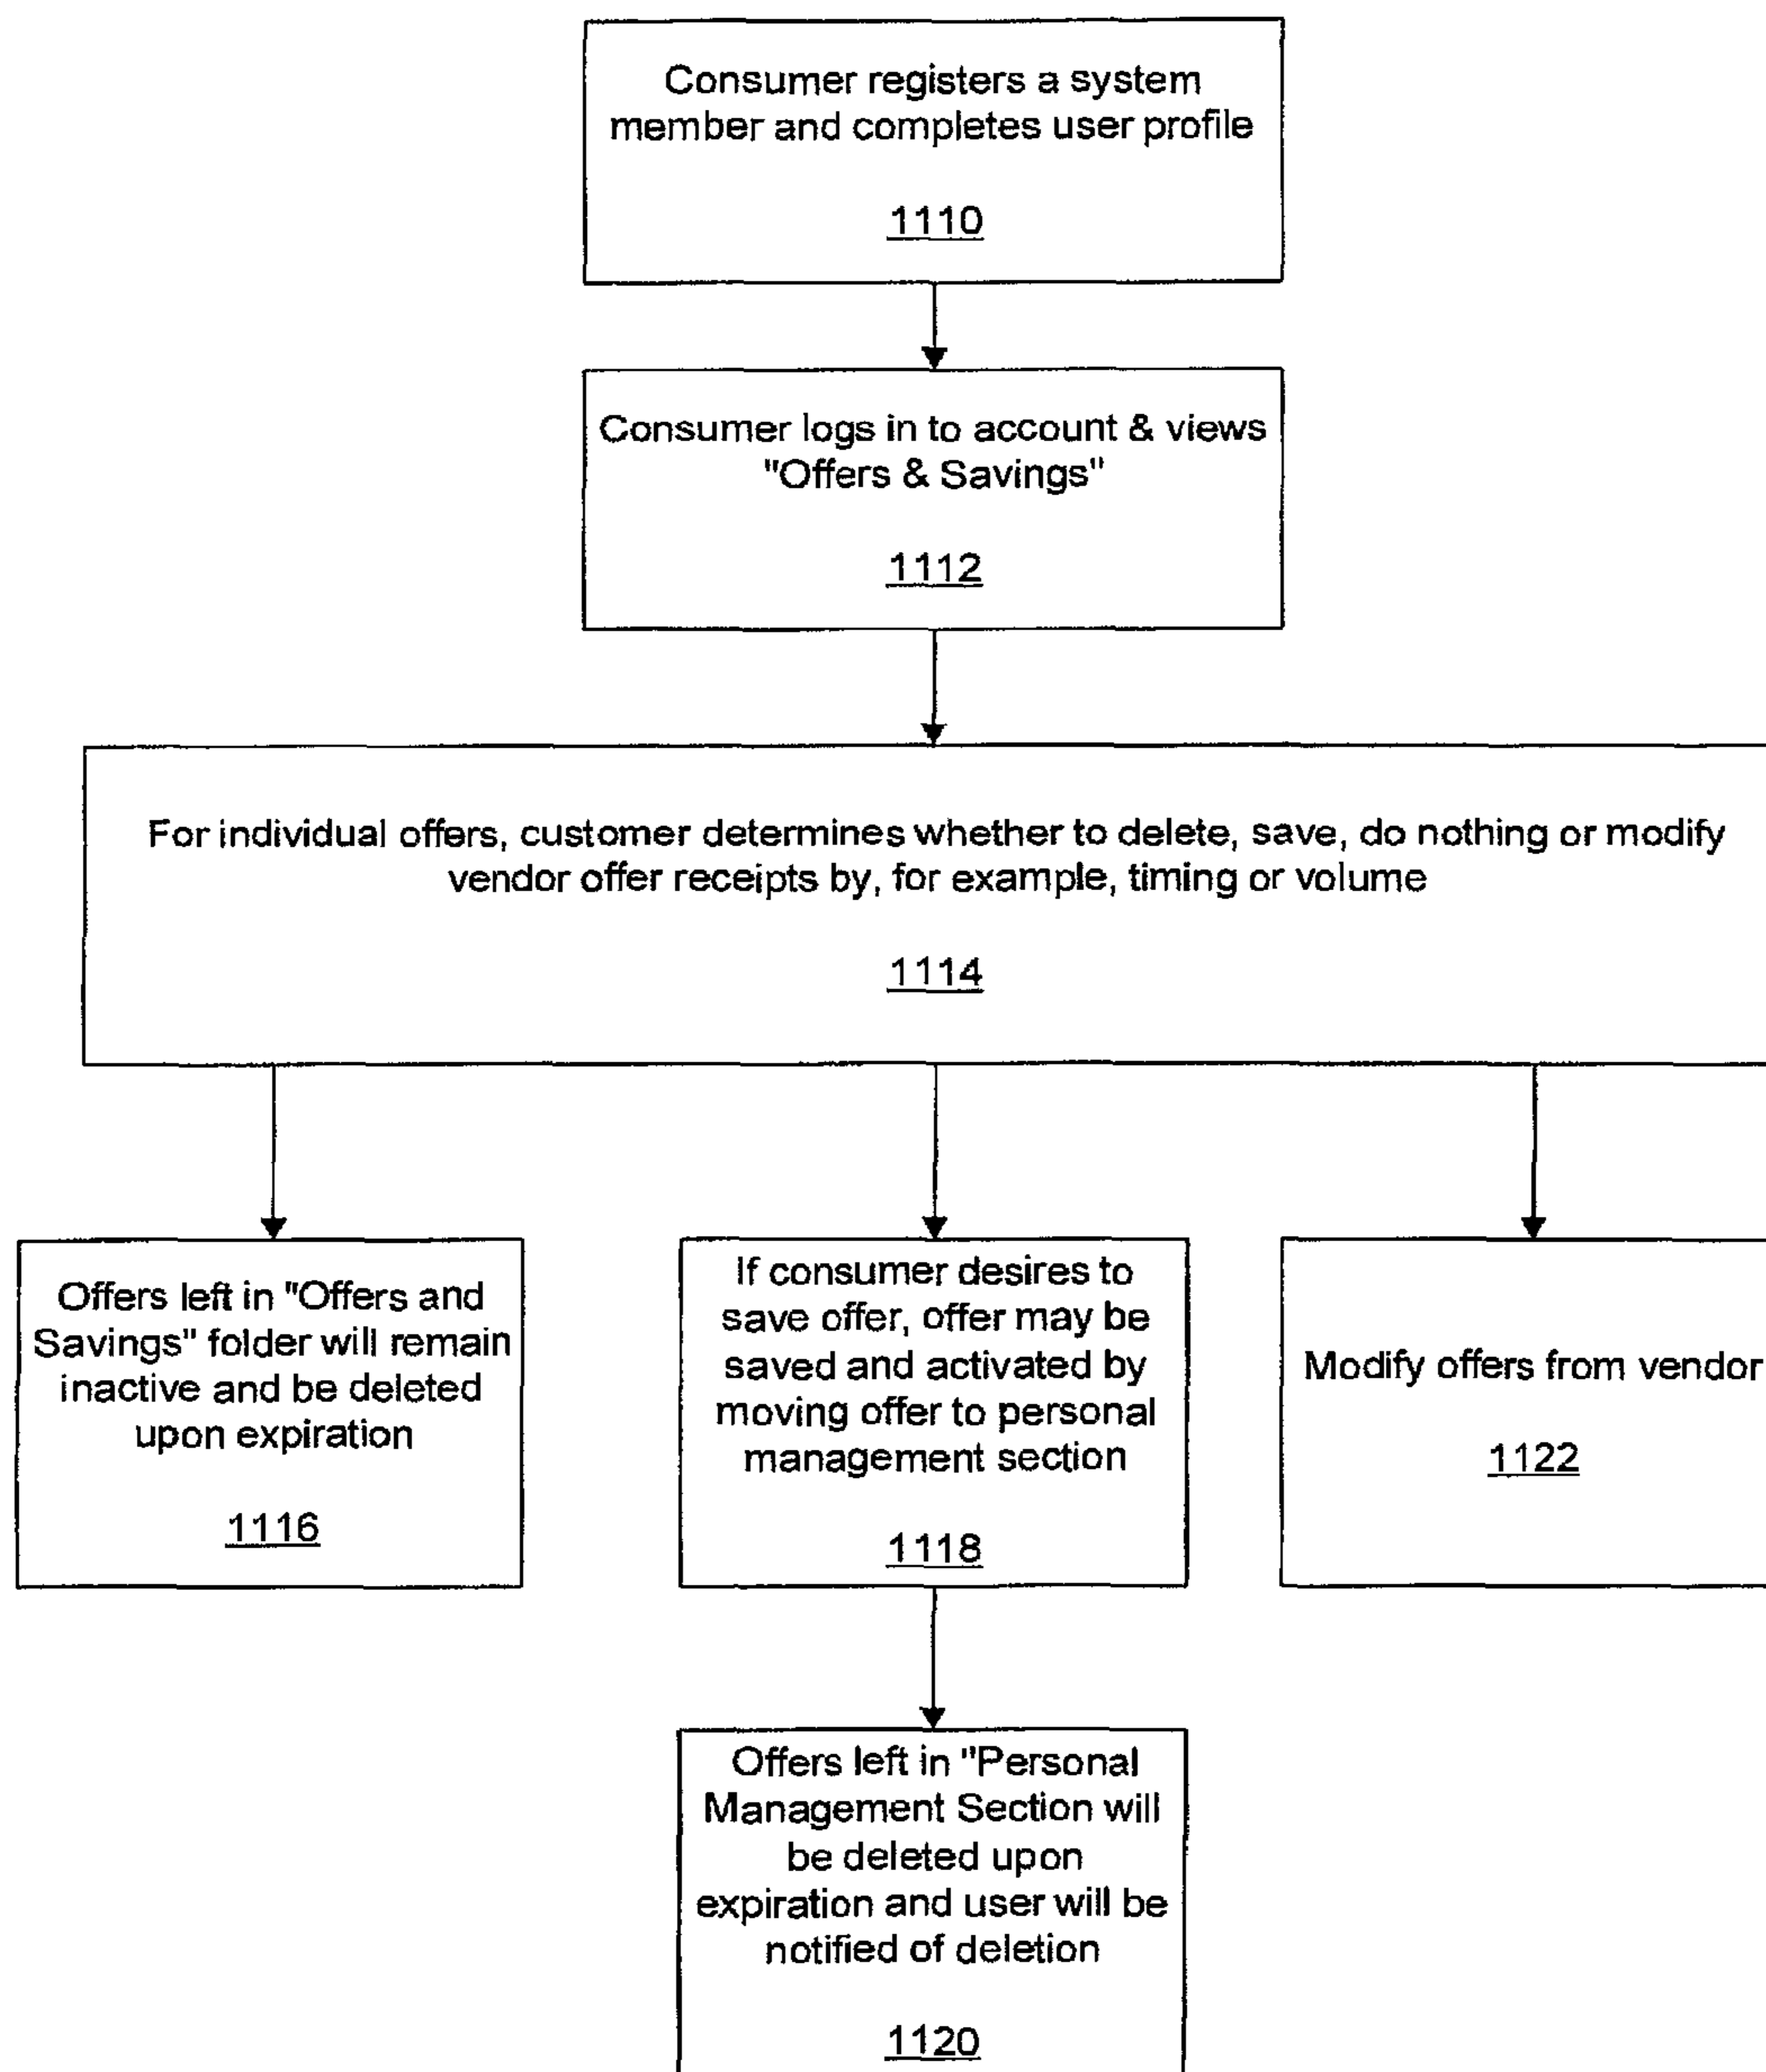 Consumer registers a system
member and completes user profile
1110
Consumer logs in to account & views
"Offers & Savings"
1112
For individual offers, customer determines whether to delete, save, do nothing or modify
vendor offer receipts by, for example, timing or volume
1114
Offers left in "Offers and
Savings" folder will remain
inactive and be deleted
upon expiration
1116
If consumer desires to
save offer, offer may be
saved and activated by
moving offer to personal
management section
1118
Modify offers from vendor
1122
Offers left in "Personal
Management Section will
be deleted upon
expiration and user will be
notified of deletion
1120